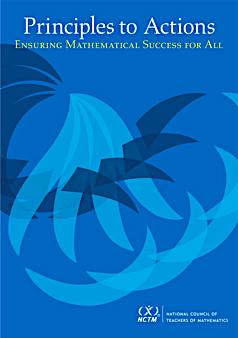 Principles to Actions
ENSURING MATHEMATICAL SUCCESS FOR ALL
NCTM
NATIONAL COUNCIL OF
TEACHERS OF MATHEMATICS